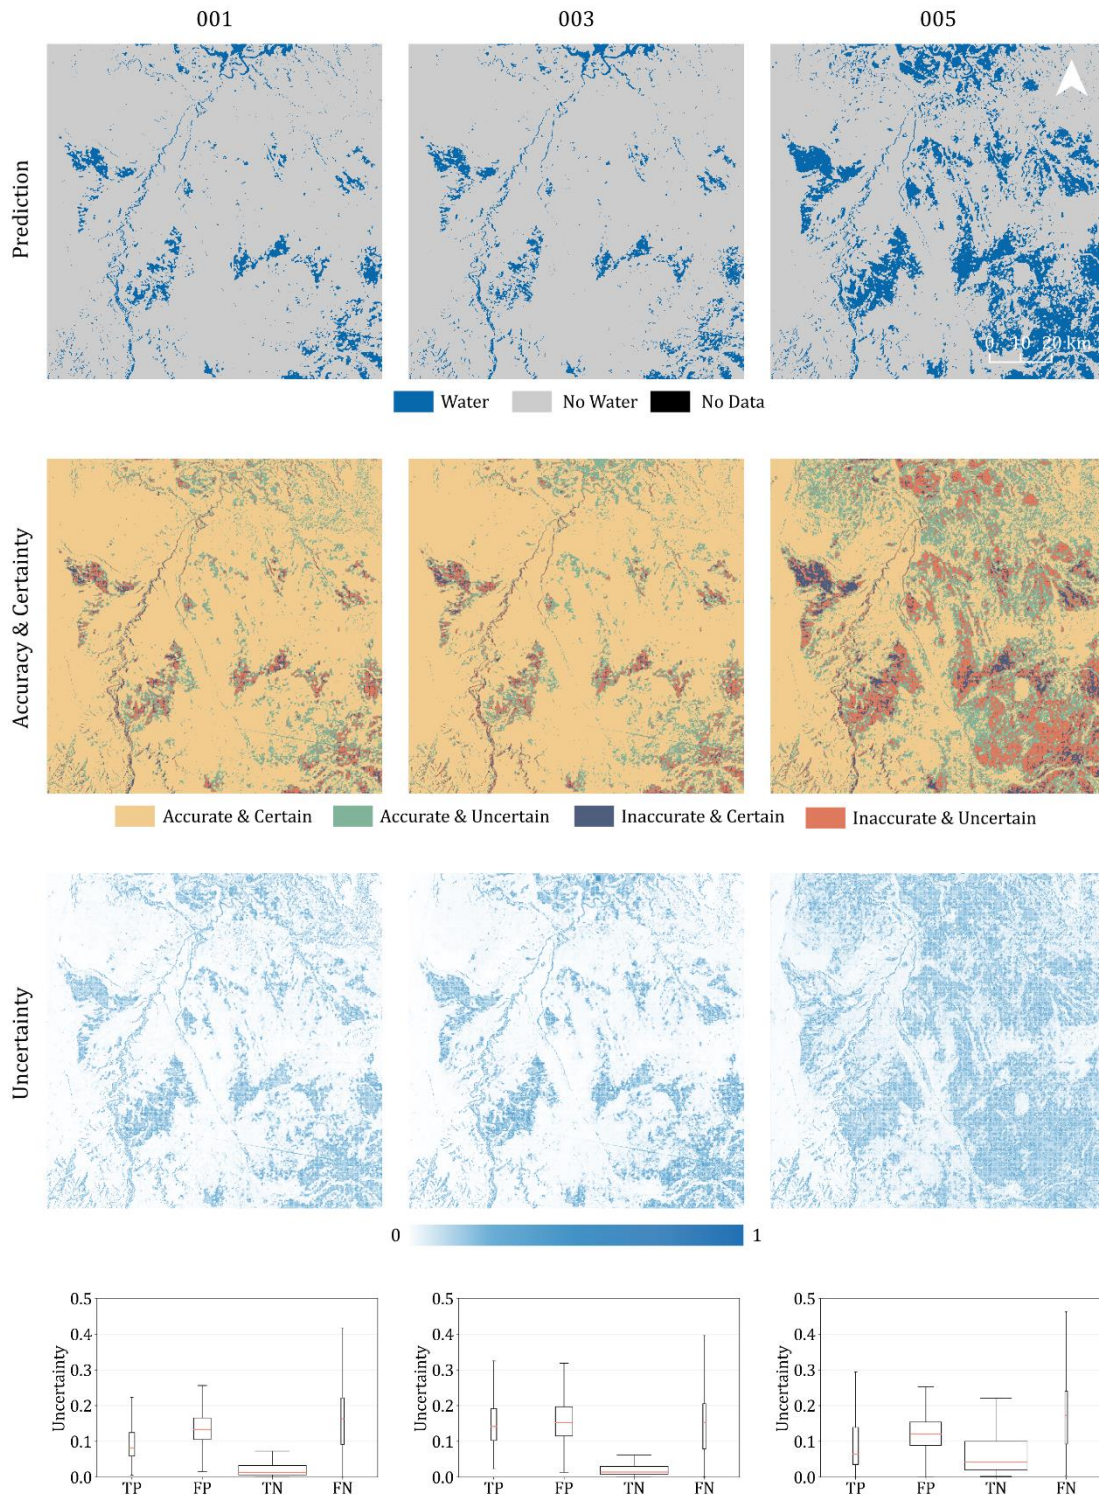 001 003 005
Prediction
0 10 20 km
Water No Water No Data
Accuracy & Certainty
Accurate & Certain Accurate & Uncertain Inaccurate & Certain Inaccurate & Uncertain
Uncertainty
0 1
Uncertainty
0.5
0.4
0.3
0.2
0.1
0.0
TP FP TN FN
Uncertainty
0.5
0.4
0.3
0.2
0.1
0.0
TP FP TN FN
Uncertainty
0.5
0.4
0.3
0.2
0.1
0.0
TP FP TN FN